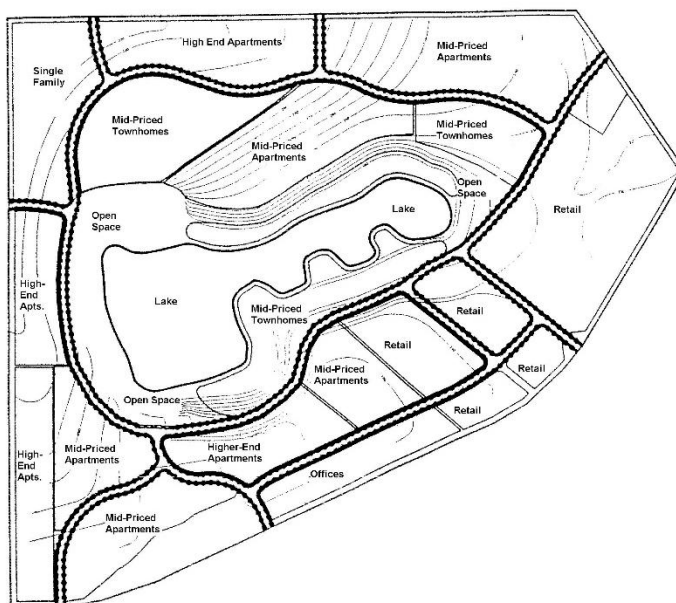 High End Apartments
Mid-Priced
Apartments
Single
Family
Mid-Priced
Townhomes
Mid-Priced
Apartments
Mid-Priced
Townhomes
Open
Space
Open
Space
Lake
Retail
High-
End
Apts.
Lake
Mid-Priced
Townhomes
Retail
Retail
Mid-Priced
Apartments
Retail
Open Space
Retail
High-
End
Apts.
Mid-Priced
Apartments
Higher-End
Apartments
Offices
Mid-Priced
Apartments